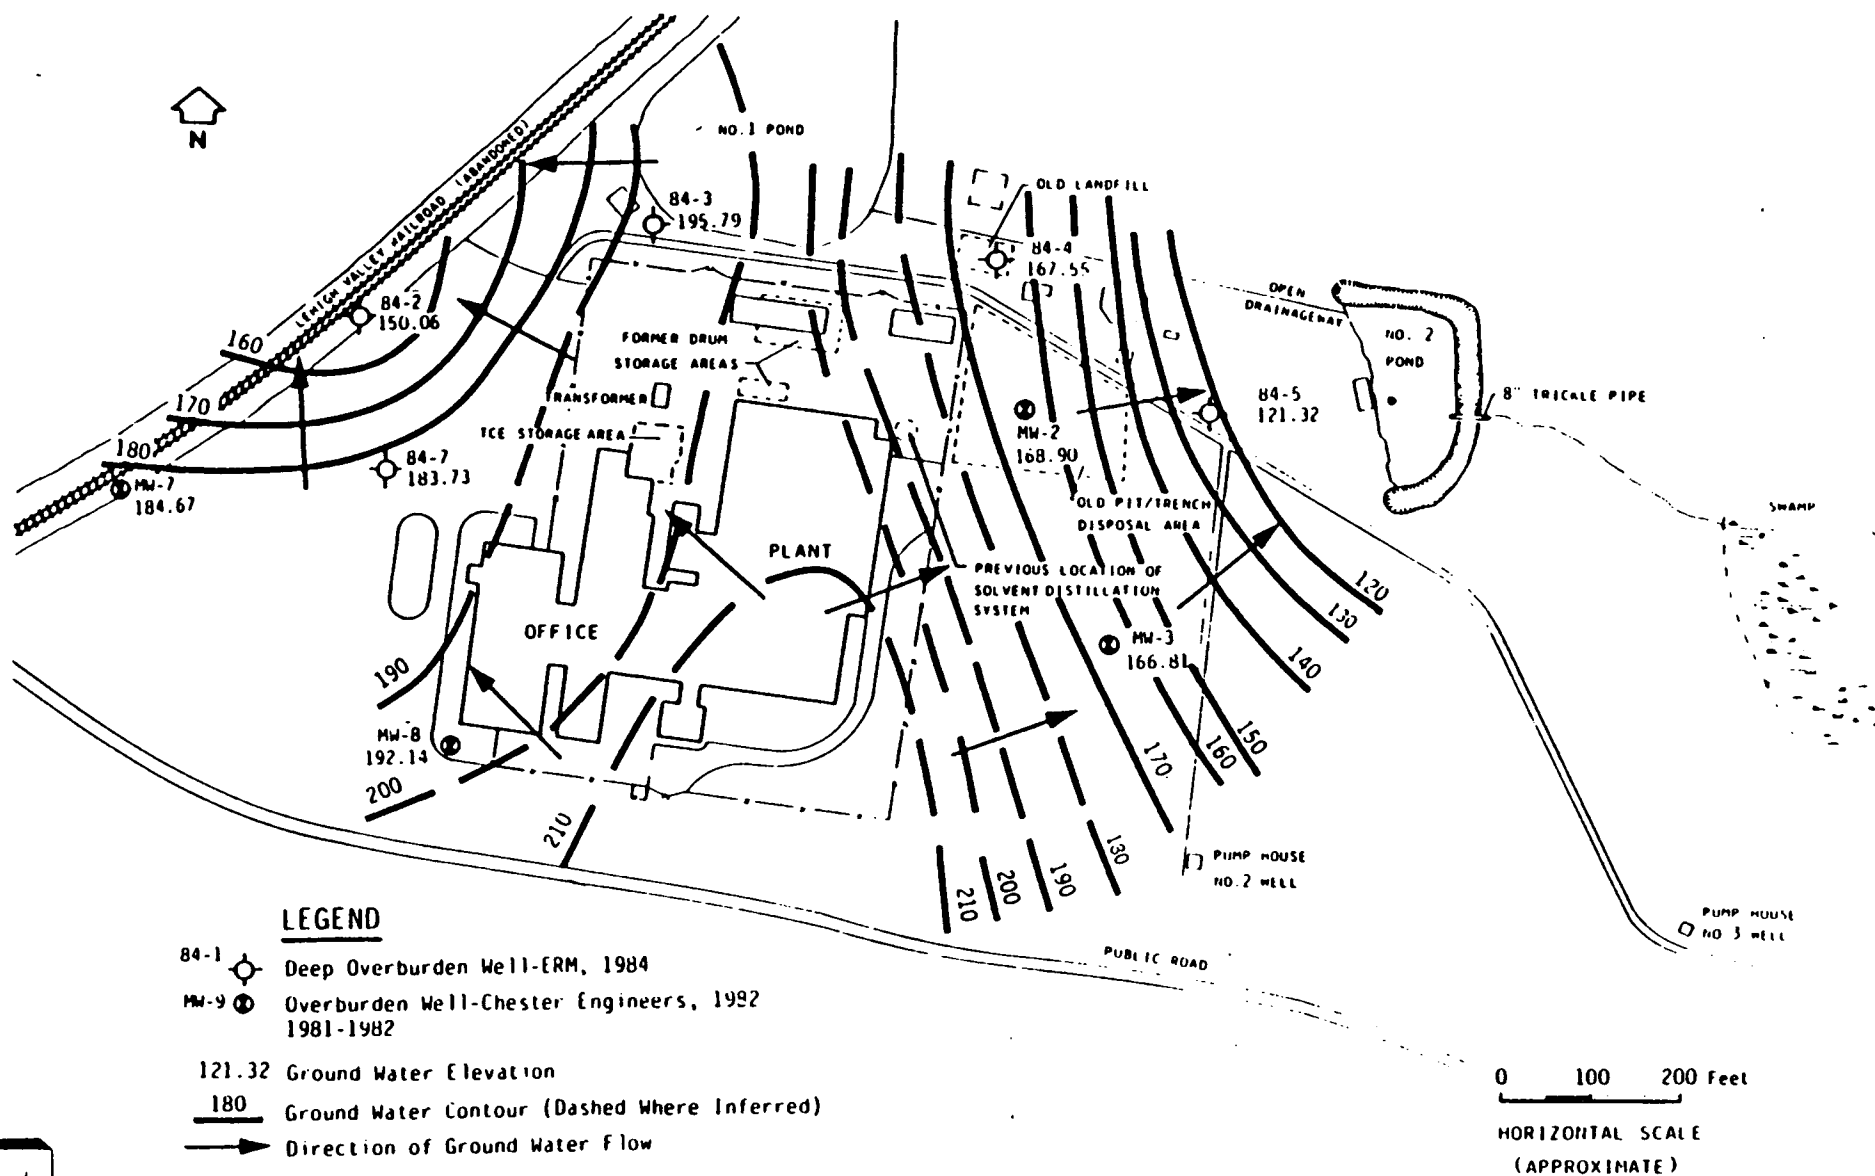 N
LEHIGH VALLEY RAILROAD (ABANDONED)
NO. 1 POND
84-3
195.79
OLD LANDFILL
84-4
167.55
84-2
150.06
OPEN
DRAINAGEWAY
NO. 2
POND
FORMER DRUM
STORAGE AREAS
160
170
180
TRANSFORMER
TCE STORAGE AREA
84-5
121.32
8" TRICKLE PIPE
MW-2
168.90
84-7
183.73
MW-7
184.67
OLD PIT/TRENCH
DISPOSAL AREA
SWAMP
PLANT
PREVIOUS LOCATION OF
SOLVENT DISTILLATION
SYSTEM
120
130
140
OFFICE
MW-3
166.81
190
MW-8
192.14
200
210
170
160
150
130
190
200
210
PUMP HOUSE
NO. 2 WELL
PUMP HOUSE
NO 3 WELL
PUBLIC ROAD
LEGEND
84-1 Deep Overburden Well-ERM, 1984
MW-9 Overburden Well-Chester Engineers, 1982
1981-1982
121.32 Ground Water Elevation
180 Ground Water Contour (Dashed Where Inferred)
Direction of Ground Water Flow
0 100 200 Feet
HORIZONTAL SCALE
(APPROXIMATE)